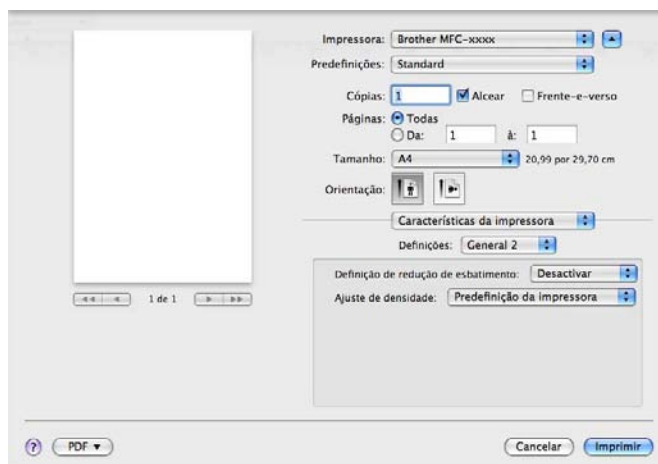 Impressora: Brother MFC-xxxx
Predefinições: Standard
Cópias: 1 Alcear Frente-e-verso
Páginas: Todas
Da: 1 à: 1
Tamanho: A4 20,99 por 29,70 cm
Orientação:
Características da impressora
Definições: General 2
Definição de redução de esbatimento: Desactivar
Ajuste de densidade: Predefinição da impressora
1 de 1
? PDF Cancelar Imprimir